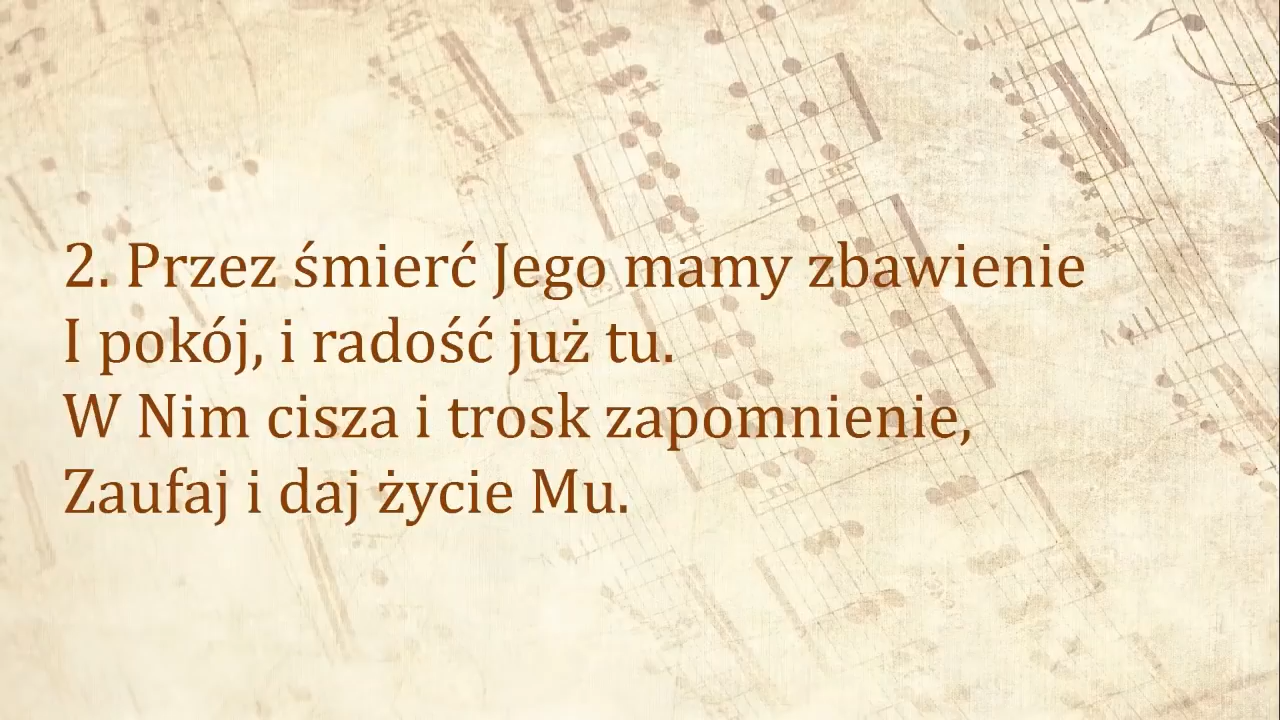 2. Przez śmierć Jego mamy zbawienie
I pokój, i radość już tu.
W Nim cisza i trosk zapomnienie,
Zaufaj i daj życie Mu.